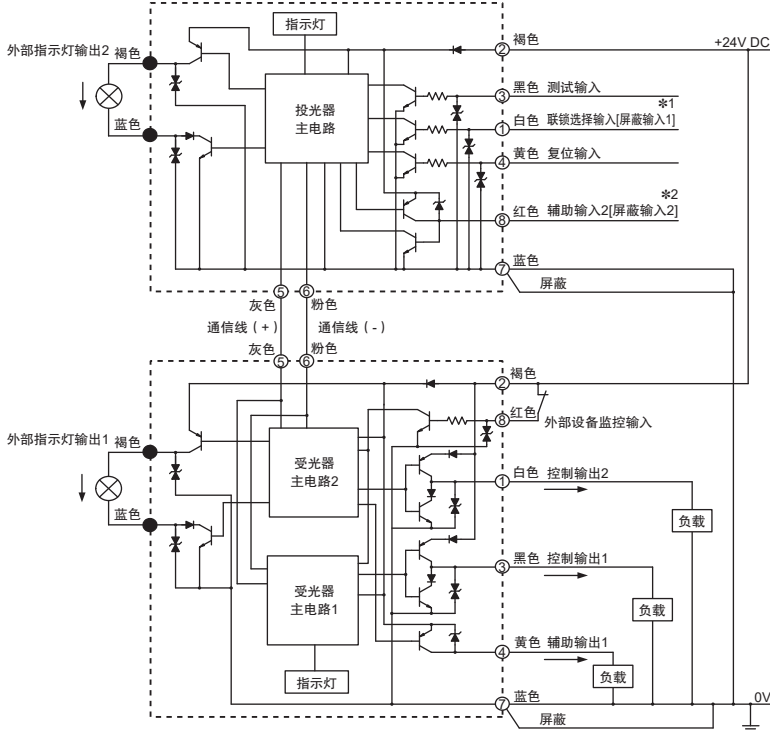 指示灯
外部指示灯输出2 褐色
蓝色
投光器
主电路
② 褐色 +24V DC
③ 黑色 测试输入
*1
① 白色 联锁选择输入[屏蔽输入1]
④ 黄色 复位输入
*2
⑧ 红色 辅助输入2[屏蔽输入2]
⑦ 蓝色
屏蔽
⑤ ⑥
灰色 粉色
通信线(+) 通信线(-)
灰色 粉色
⑤ ⑥
② 褐色
⑧ 红色
外部设备监控输入
外部指示灯输出1 褐色
蓝色
受光器
主电路2
① 白色 控制输出2
负载
③ 黑色 控制输出1
负载
受光器
主电路1
④ 黄色 辅助输出1
负载
指示灯
⑦ 蓝色 0V
屏蔽